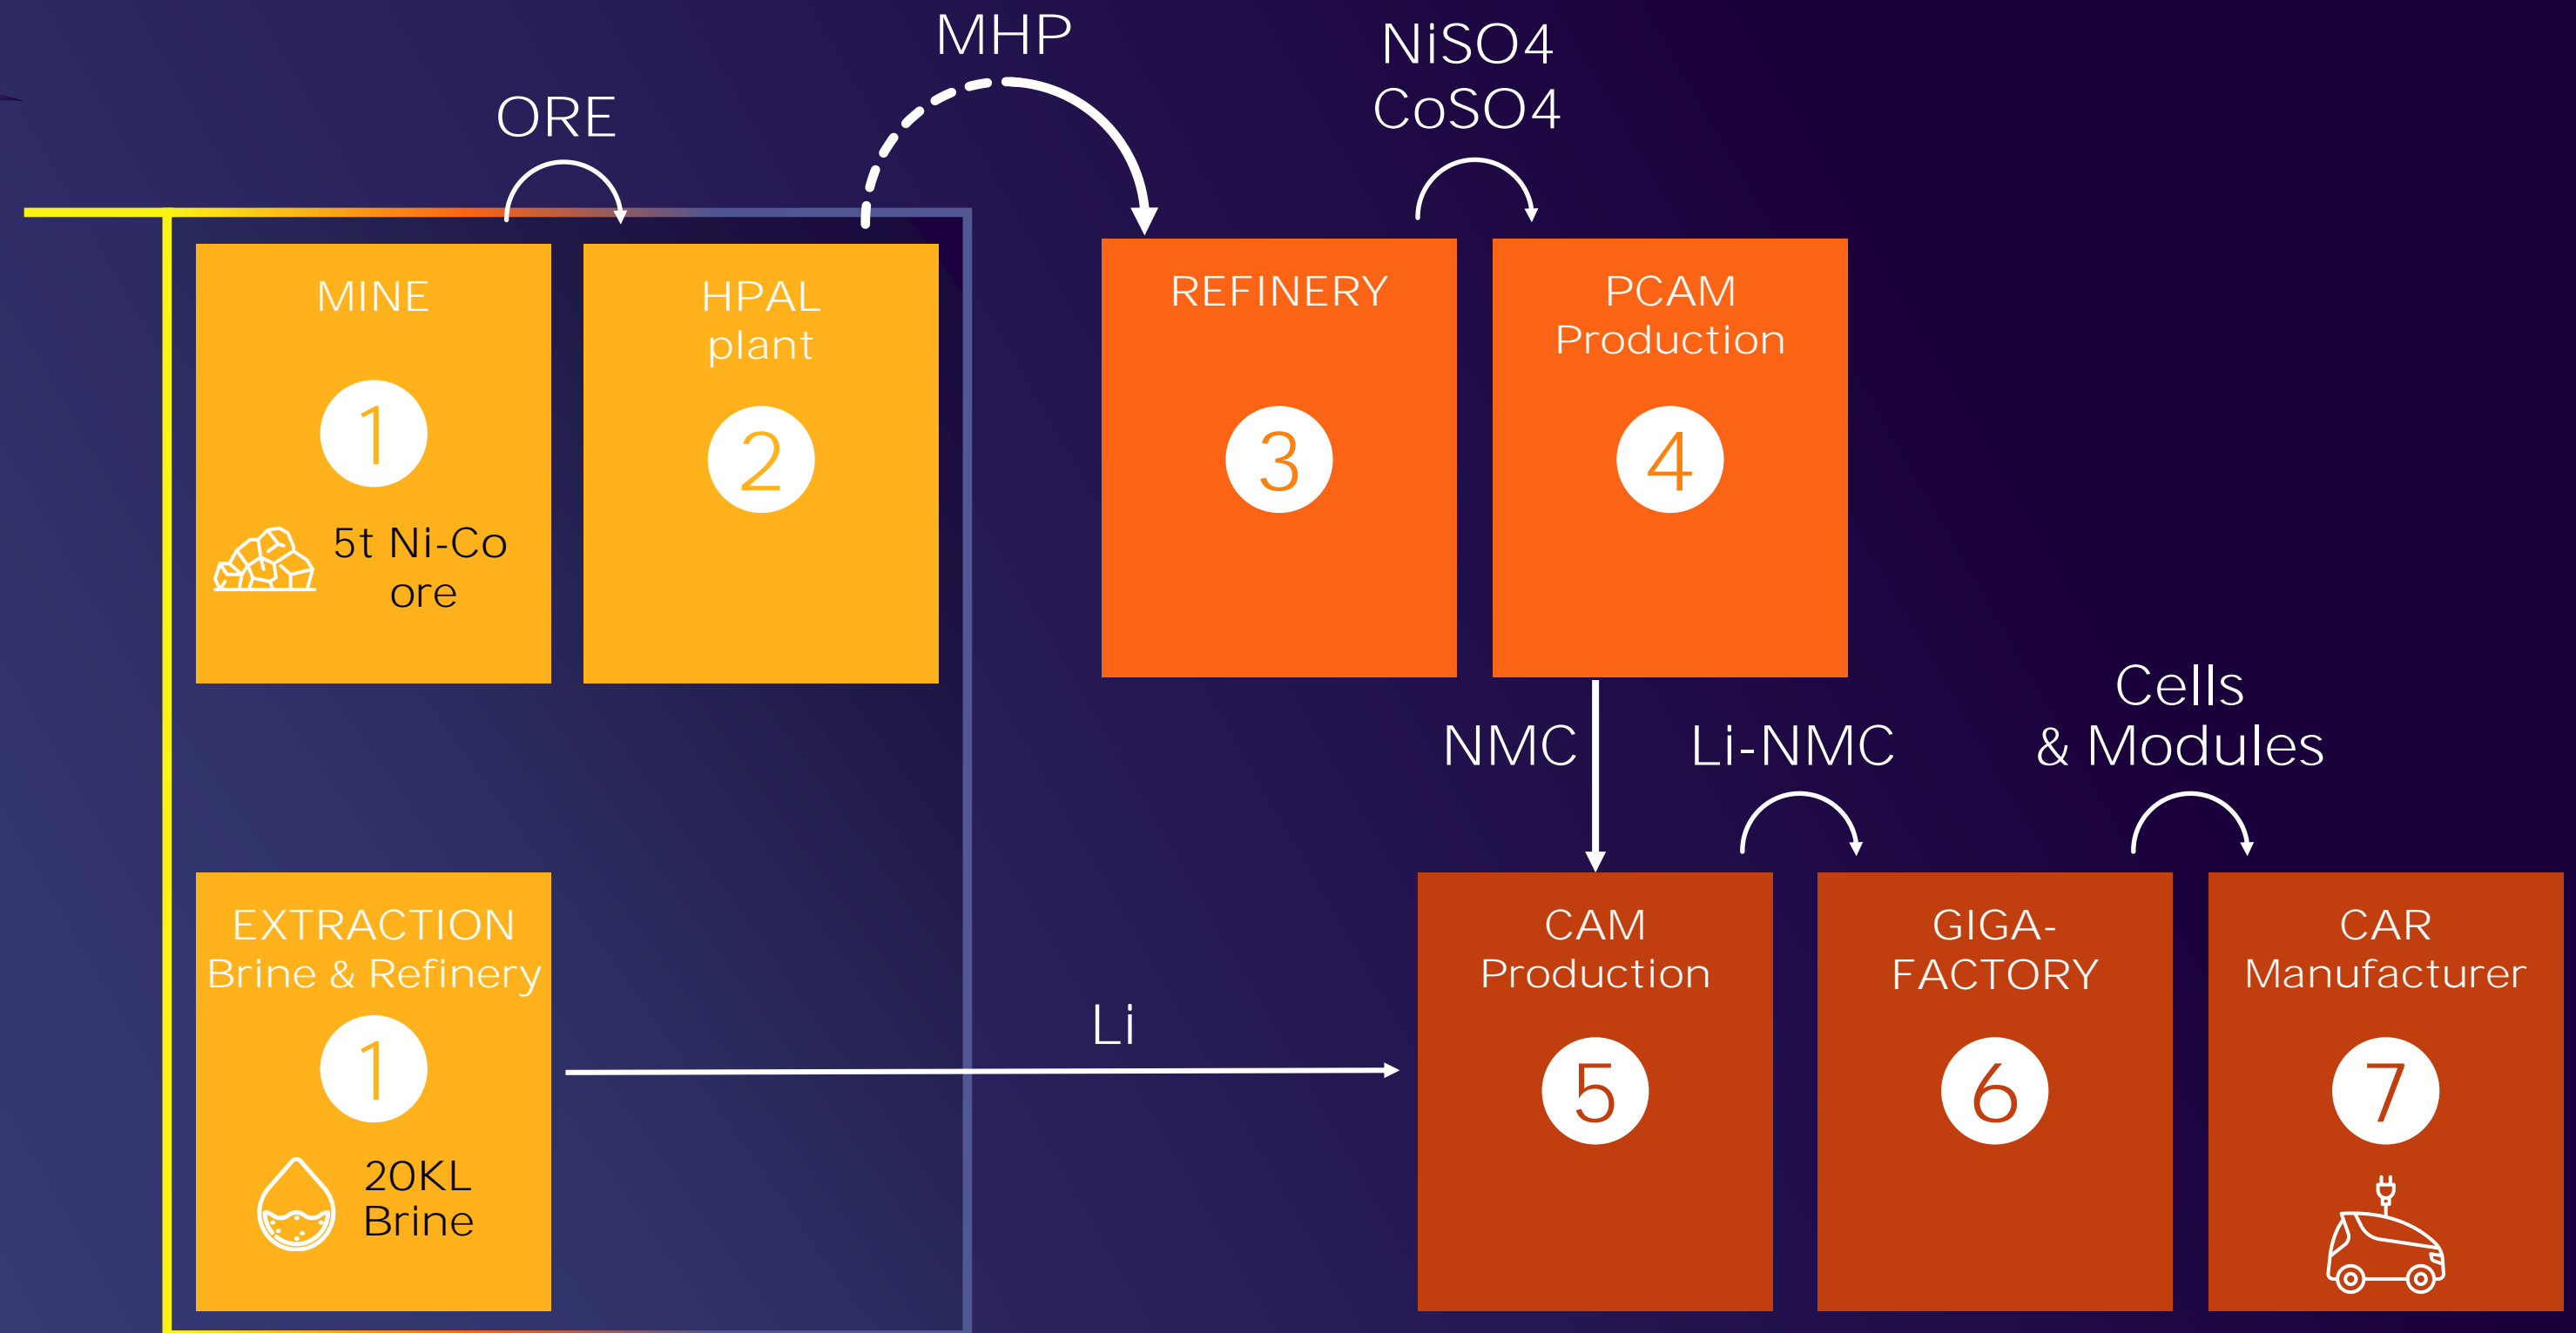 MHP
NiSO4
CoSO4
ORE
MINE
1
5t Ni-Co
ore
HPAL
plant
2
REFINERY
3
PCAM
Production
4
NMC
Li-NMC
Cells
& Modules
EXTRACTION
Brine & Refinery
1
20KL
Brine
Li
CAM
Production
5
GIGA-
FACTORY
6
CAR
Manufacturer
7